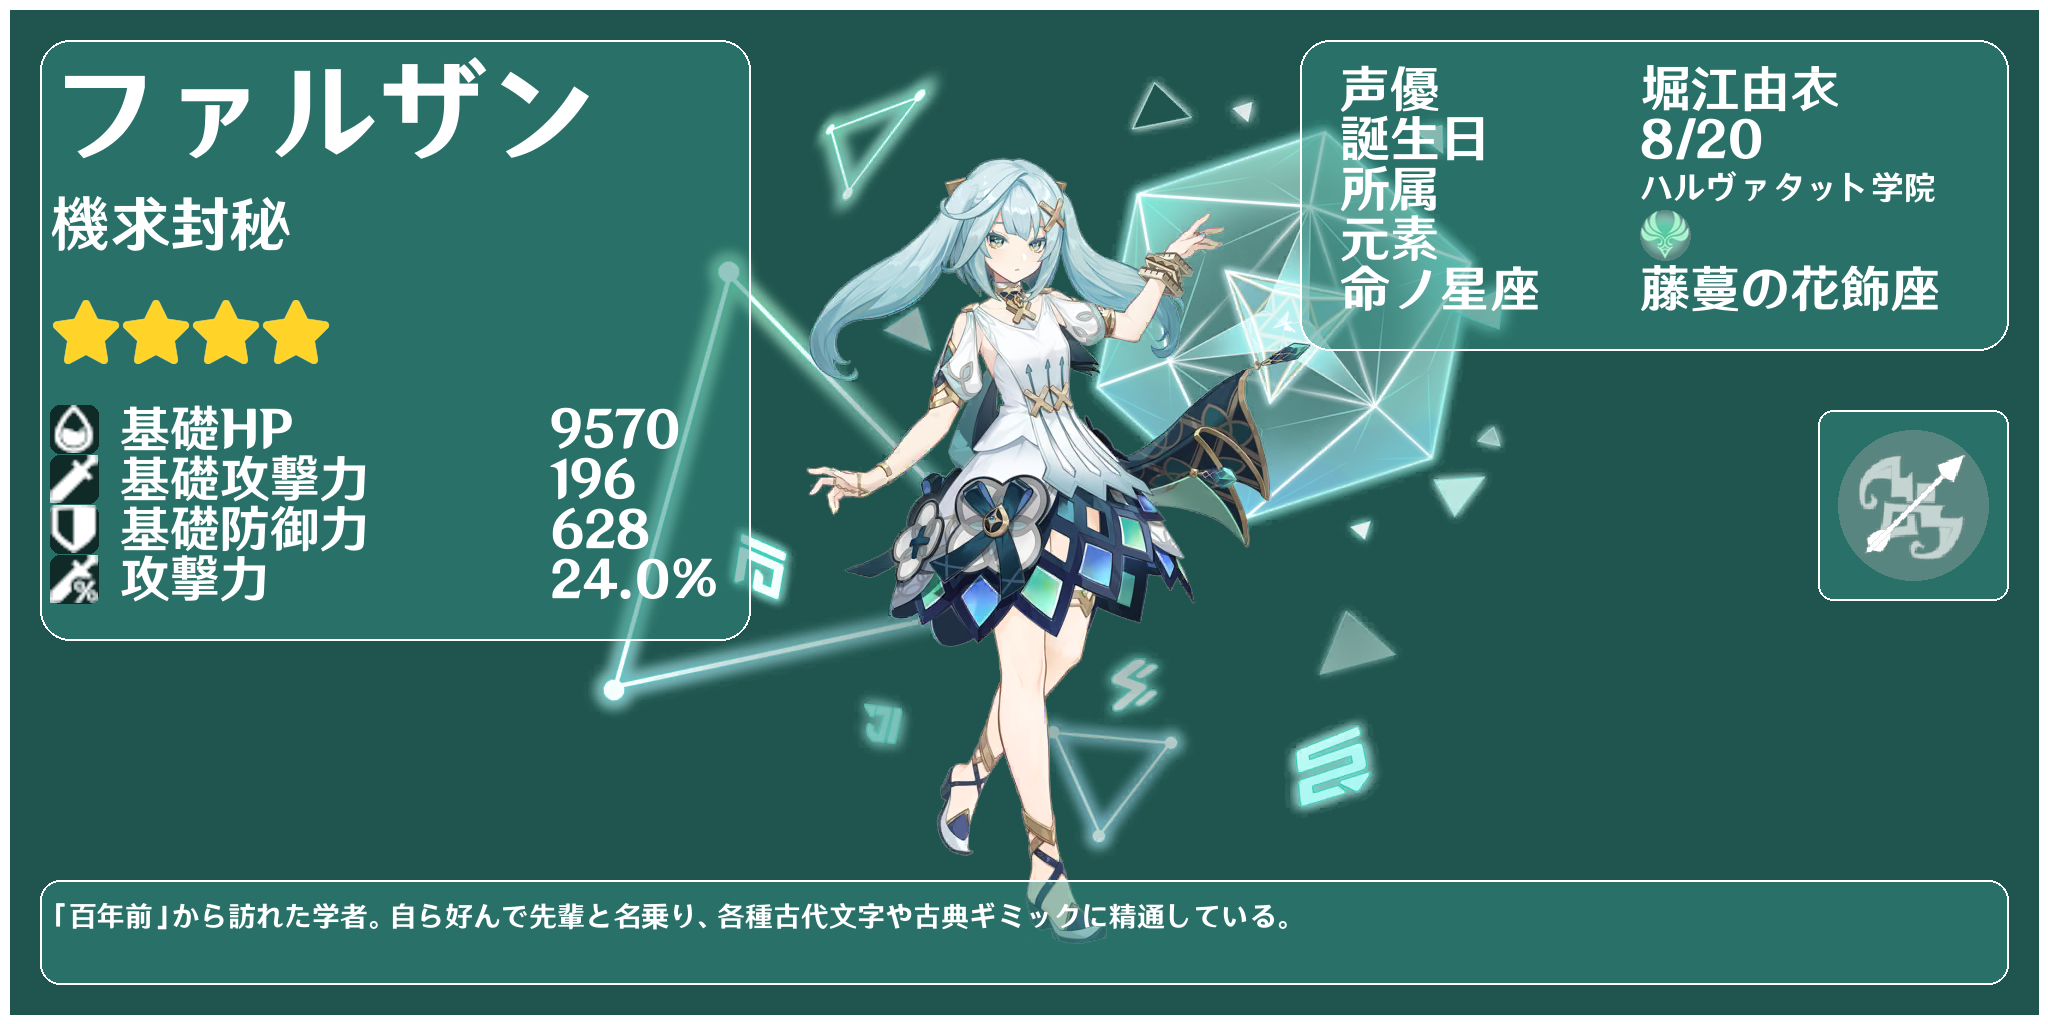 ファルザン
機求封秘
基礎HP 9570
基礎攻撃力 196
基礎防御力 628
攻撃力 24.0%
声優 堀江由衣
誕生日 8/20
所属 ハルヴァタット学院
元素
命ノ星座 藤蔓の花飾座
「百年前」から訪れた学者。自ら好んで先輩と名乗り、各種古代文字や古典ギミックに精通している。